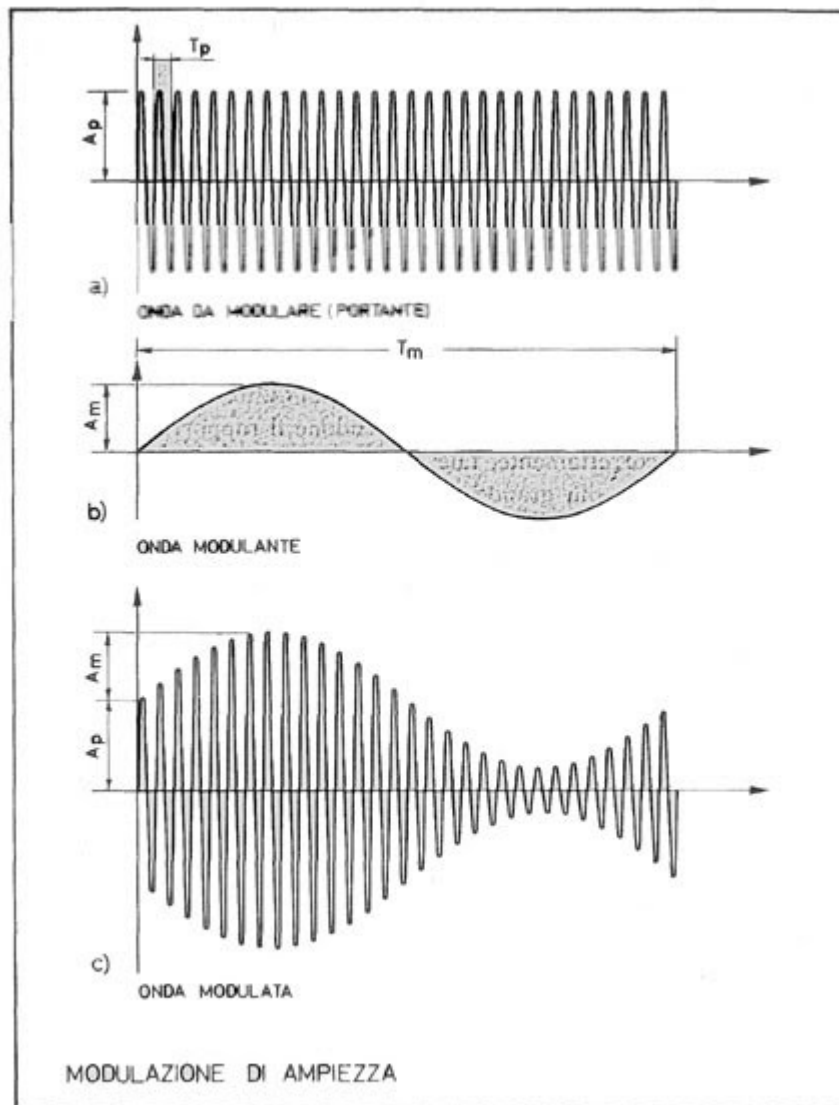 Tp
Ap
a)
ONDA DA MODULARE (PORTANTE)
Tm
Am
b)
ONDA MODULANTE
Am
Ap
c)
ONDA MODULATA
MODULAZIONE DI AMPIEZZA